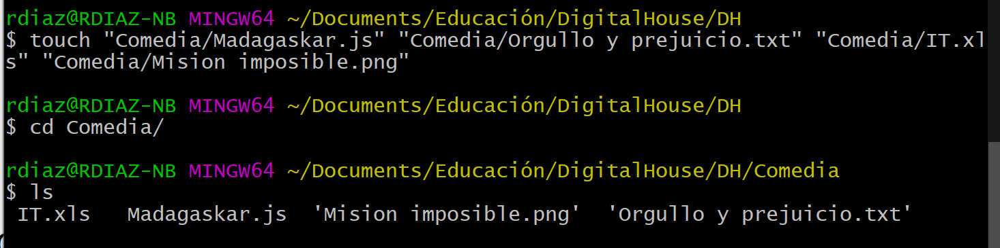 rdiaz@RDIAZ-NB MINGW64 ~/Documents/Educación/DigitalHouse/DH
$ touch "Comedia/Madagaskar.js" "Comedia/Orgullo y prejuicio.txt" "Comedia/IT.xl
s" "Comedia/Mision imposible.png"
rdiaz@RDIAZ-NB MINGW64 ~/Documents/Educación/DigitalHouse/DH
$ cd Comedia/
rdiaz@RDIAZ-NB MINGW64 ~/Documents/Educación/DigitalHouse/DH/Comedia
$ ls
IT.xls   Madagaskar.js  'Mision imposible.png'  'Orgullo y prejuicio.txt'